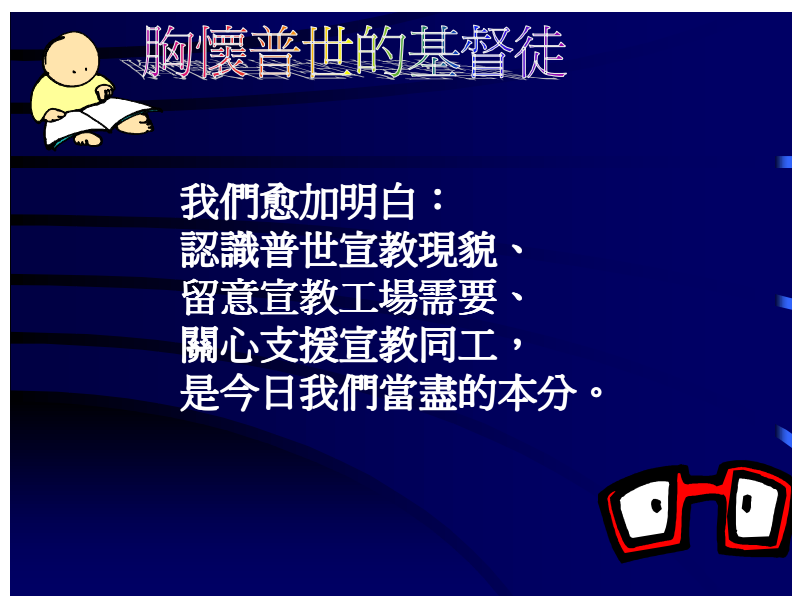 胸懷普世的基督徒
我們愈加明白：
認識普世宣教現貌、
留意宣教工場需要、
關心支援宣教同工，
是今日我們當盡的本分。